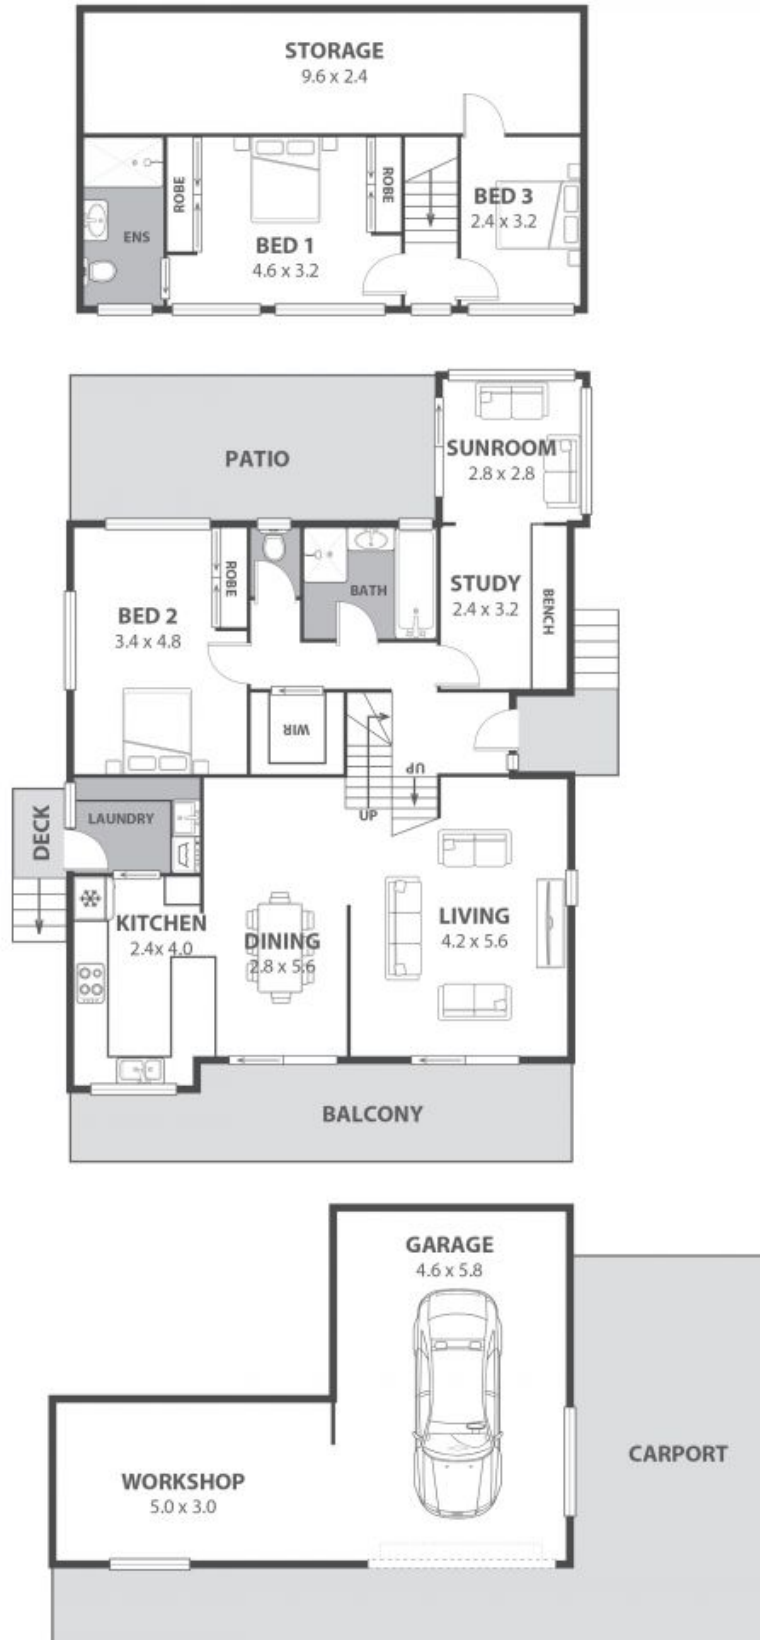 STORAGE
9.6 x 2.4
ROBE
ROBE
BED 3
2.4 x 3.2
ENS
BED 1
4.6 x 3.2
PATIO
SUNROOM
2.8 x 2.8
ROBE
BATH
STUDY
2.4 x 3.2
BENCH
BED 2
3.4 x 4.8
WIR
UP
UP
DECK
LAUNDRY
KITCHEN
2.4x 4.0
DINING
2.8 x 5.6
LIVING
4.2 x 5.6
BALCONY
GARAGE
4.6 x 5.8
WORKSHOP
5.0 x 3.0
CARPORT